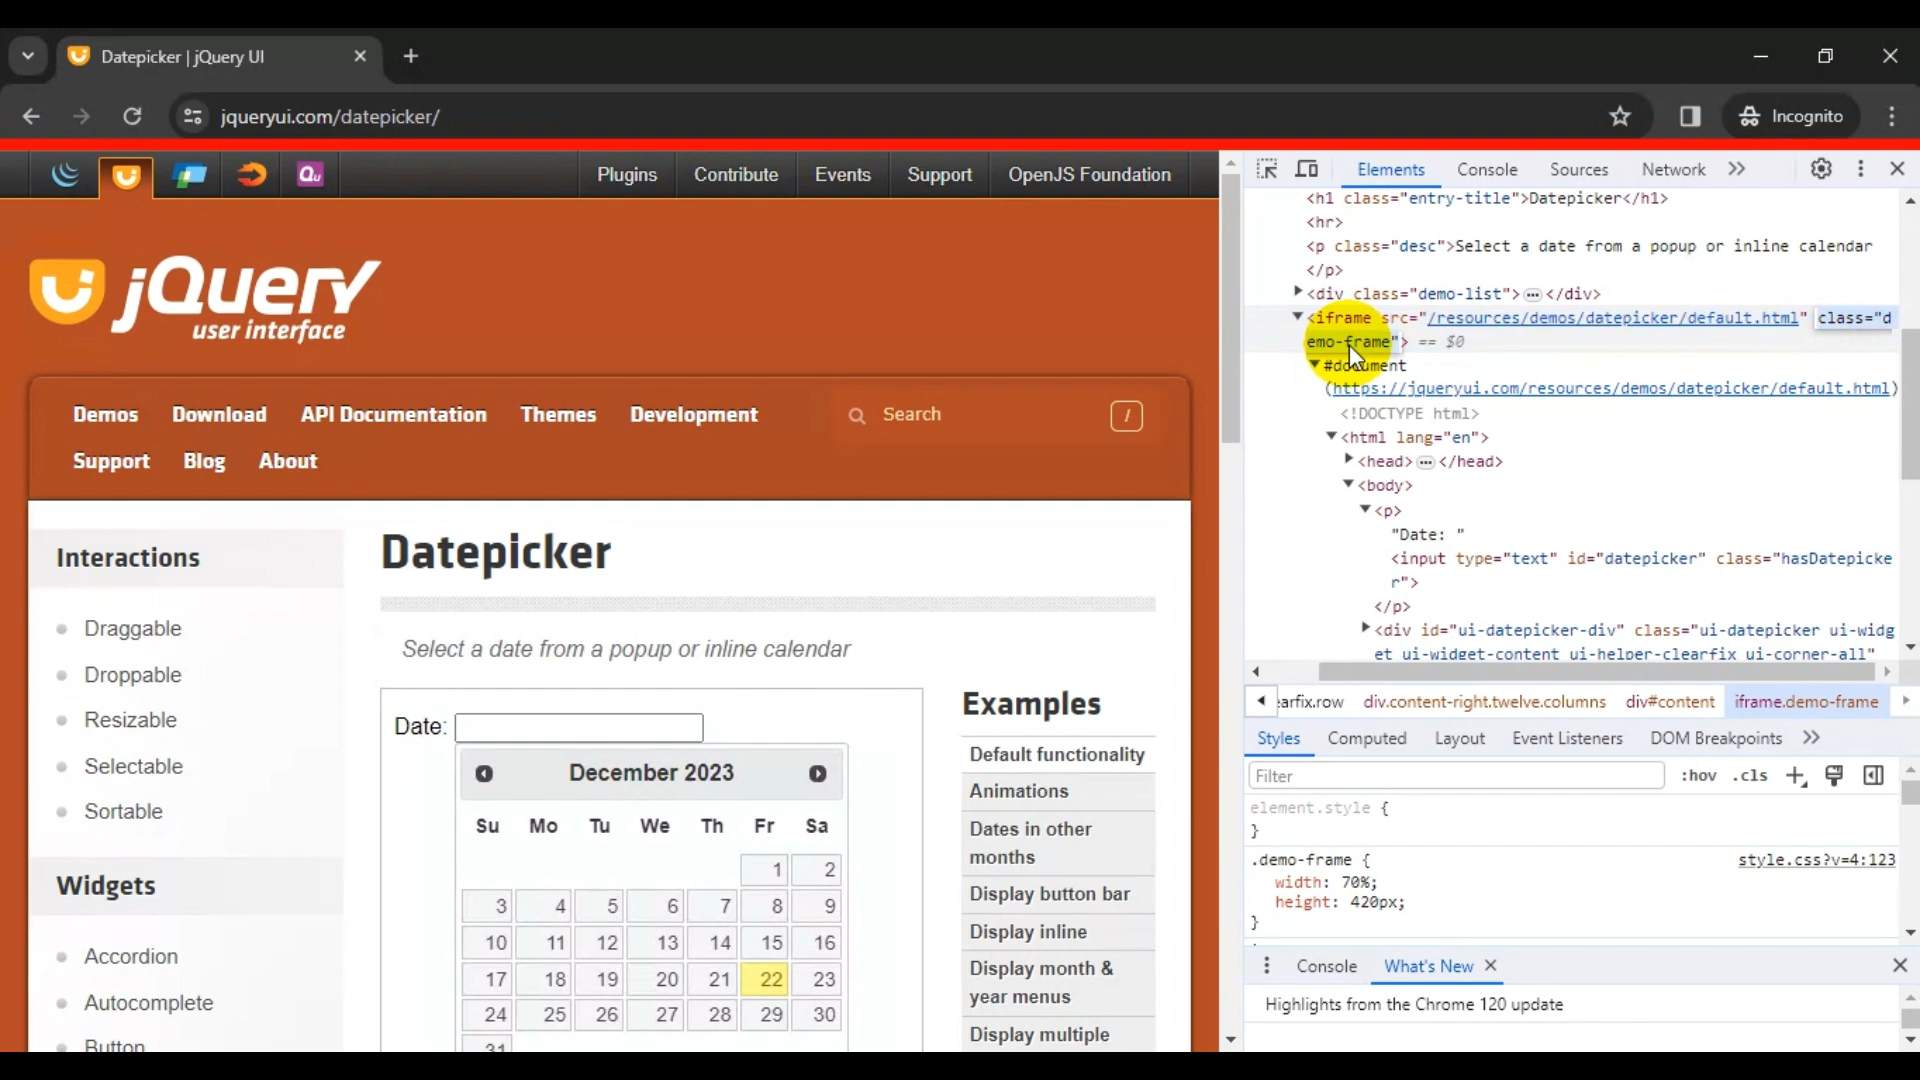 Datepicker | jQuery UI
jqueryui.com/datepicker/
Incognito
Qu
Plugins
Contribute
Events
Support
OpenJS Foundation
jQuery
user interface
Demos
Download
API Documentation
Themes
Development
Search
/
Support
Blog
About
Interactions
Draggable
Droppable
Resizable
Selectable
Sortable
Widgets
Accordion
Autocomplete
Button
Datepicker
Select a date from a popup or inline calendar
Date:
December 2023
Su Mo Tu We Th Fr Sa
1 2
3 4 5 6 7 8 9
10 11 12 13 14 15 16
17 18 19 20 21 22 23
24 25 26 27 28 29 30
31
Examples
Default functionality
Animations
Dates in other
months
Display button bar
Display inline
Display month &
year menus
Display multiple
Elements
Console
Sources
Network
<h1 class="entry-title">Datepicker</h1>
<hr>
<p class="desc">Select a date from a popup or inline calendar
</p>
<div class="demo-list"> … </div>
<iframe src="/resources/demos/datepicker/default.html" class="d
emo-frame"> == $0
#document
(https://jqueryui.com/resources/demos/datepicker/default.html)
<!DOCTYPE html>
<html lang="en">
<head> … </head>
<body>
<p>
"Date: "
<input type="text" id="datepicker" class="hasDatepicke
r">
</p>
<div id="ui-datepicker-div" class="ui-datepicker ui-widg
et ui-widget-content ui-helper-clearfix ui-corner-all"
earfix.row
div.content-right.twelve.columns
div#content
iframe.demo-frame
Styles
Computed
Layout
Event Listeners
DOM Breakpoints
Filter
:hov
.cls
element.style {
}
.demo-frame {
style.css?v=4:123
width: 70%;
height: 420px;
}
Console
What's New
Highlights from the Chrome 120 update